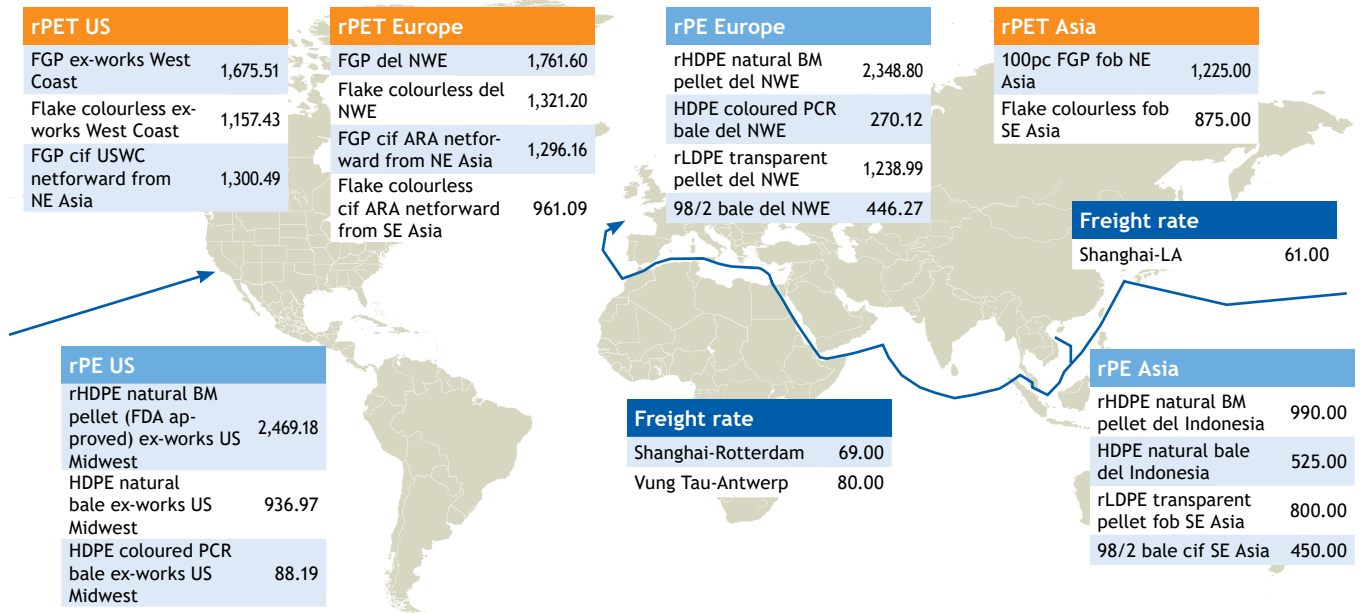 rPET US
FGP ex-works West
Coast
1,675.51
Flake colourless ex-
works West Coast
1,157.43
FGP cif USWC
netforward from
NE Asia
1,300.49
rPET Europe
FGP del NWE 1,761.60
Flake colourless del
NWE
1,321.20
FGP cif ARA netfor-
ward from NE Asia
1,296.16
Flake colourless
cif ARA netforward
from SE Asia
961.09
rPE Europe
rHDPE natural BM
pellet del NWE
2,348.80
HDPE coloured PCR
bale del NWE
270.12
rLDPE transparent
pellet del NWE
1,238.99
98/2 bale del NWE 446.27
rPET Asia
100pc FGP fob NE
Asia
1,225.00
Flake colourless fob
SE Asia
875.00
Freight rate
Shanghai-LA 61.00
rPE US
rHDPE natural BM
pellet (FDA ap-
proved) ex-works US
Midwest
2,469.18
HDPE natural
bale ex-works US
Midwest
936.97
HDPE coloured PCR
bale ex-works US
Midwest
88.19
Freight rate
Shanghai-Rotterdam 69.00
Vung Tau-Antwerp 80.00
rPE Asia
rHDPE natural BM
pellet del Indonesia
990.00
HDPE natural bale
del Indonesia
525.00
rLDPE transparent
pellet fob SE Asia
800.00
98/2 bale cif SE Asia 450.00